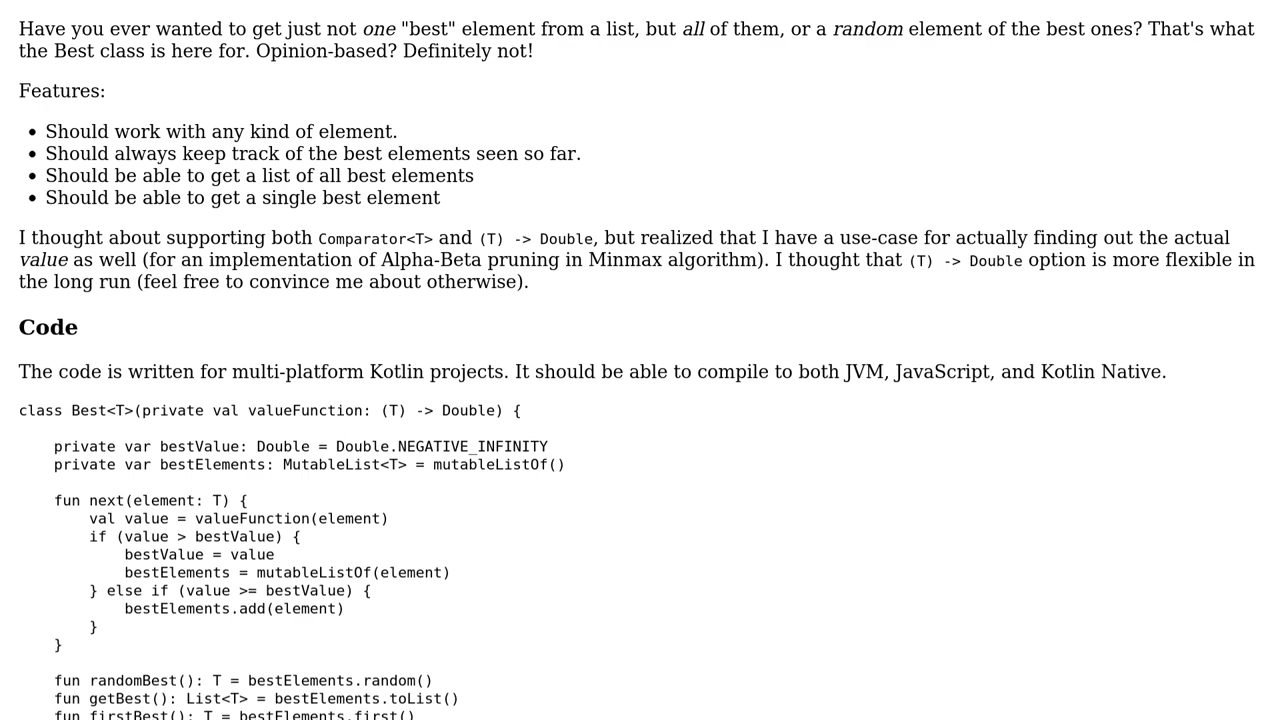 Have you ever wanted to get just not one "best" element from a list, but all of them, or a random element of the best ones? That's what
the Best class is here for. Opinion-based? Definitely not!
Features:
• Should work with any kind of element.
• Should always keep track of the best elements seen so far.
• Should be able to get a list of all best elements
• Should be able to get a single best element
I thought about supporting both Comparator<T> and (T) -> Double, but realized that I have a use-case for actually finding out the actual
value as well (for an implementation of Alpha-Beta pruning in Minmax algorithm). I thought that (T) -> Double option is more flexible in
the long run (feel free to convince me about otherwise).
Code
The code is written for multi-platform Kotlin projects. It should be able to compile to both JVM, JavaScript, and Kotlin Native.
class Best<T>(private val valueFunction: (T) -> Double) {
    private var bestValue: Double = Double.NEGATIVE_INFINITY
    private var bestElements: MutableList<T> = mutableListOf()
    fun next(element: T) {
        val value = valueFunction(element)
        if (value > bestValue) {
            bestValue = value
            bestElements = mutableListOf(element)
        } else if (value >= bestValue) {
            bestElements.add(element)
        }
    }
    fun randomBest(): T = bestElements.random()
    fun getBest(): List<T> = bestElements.toList()
    fun firstBest(): T = bestElements.first()